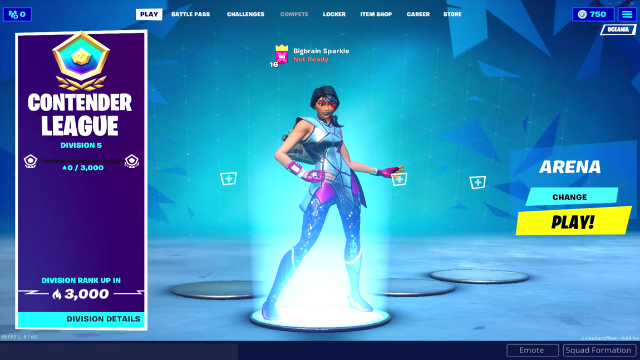 0
PLAY
BATTLE PASS
CHALLENGES
COMPETE
LOCKER
ITEM SHOP
CAREER
STORE
750
OCEANIA
CONTENDER
LEAGUE
DIVISION 5
0 / 3,000
DIVISION RANK UP IN
3,000
DIVISION DETAILS
Bigbrain Sparkle
Not Ready
16
ARENA
CHANGE
PLAY!
Emote
Squad Formation